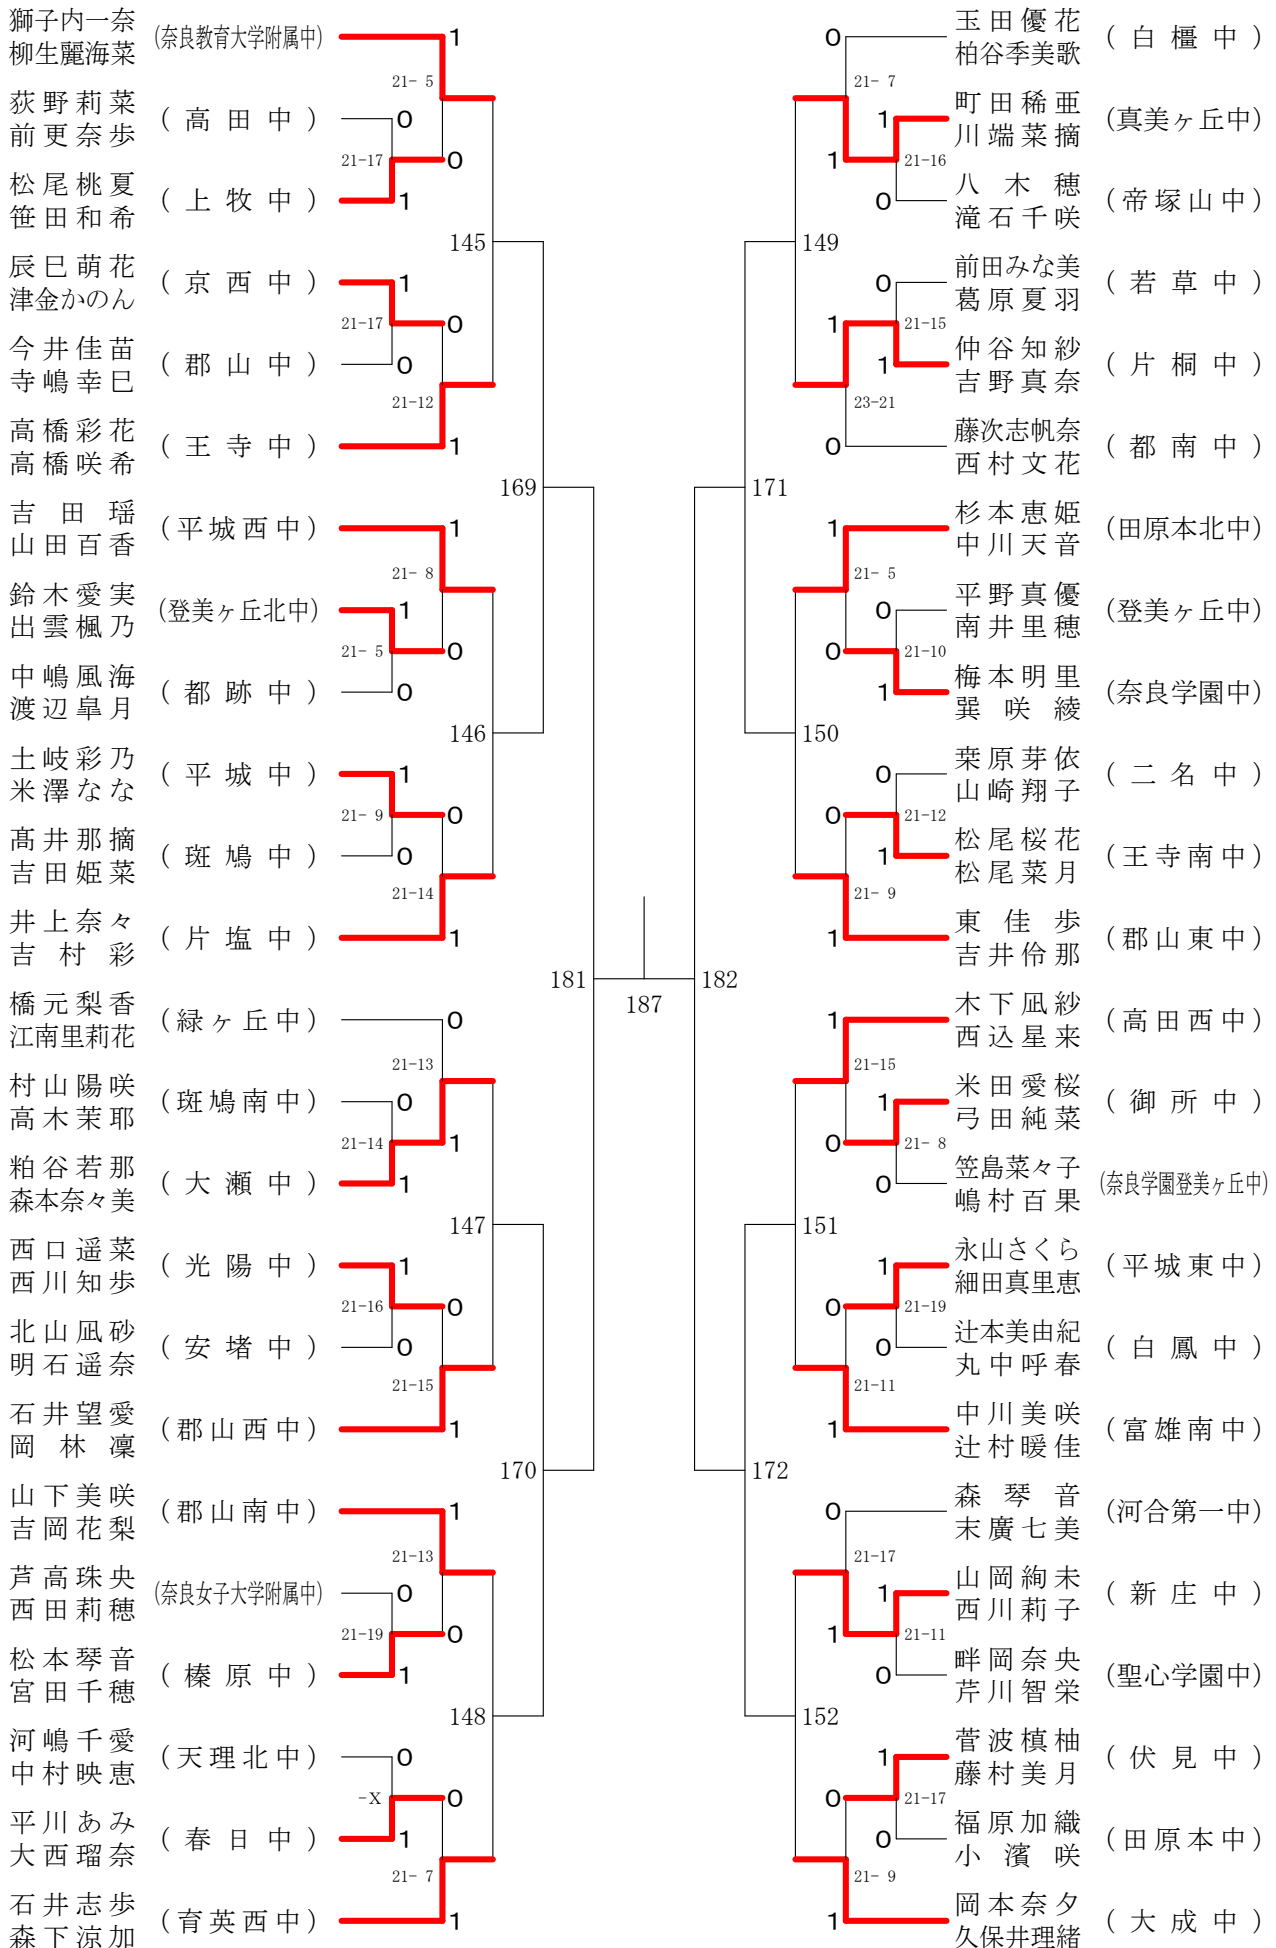 獅子内一奈
柳生麗海菜
(奈良教育大学附属中)
1
21- 5
荻野莉菜
前更奈歩
(高田中)
0
21-17
0
松尾桃夏
笹田和希
(上牧中)
1
145
辰巳萌花
津金かのん
(京西中)
1
21-17
0
今井佳苗
寺嶋幸巳
(郡山中)
0
21-12
高橋彩花
高橋咲希
(王寺中)
1
169
吉田瑶
山田百香
(平城西中)
1
21- 8
鈴木愛実
出雲楓乃
(登美ヶ丘北中)
1
21- 5
0
中嶋風海
渡辺皐月
(都跡中)
0
146
土岐彩乃
米澤なな
(平城中)
1
21- 9
0
髙井那摘
吉田姫菜
(斑鳩中)
0
21-14
井上奈々
吉村彩
(片塩中)
1
181
橋元梨香
江南里莉花
(緑ヶ丘中)
0
21-13
村山陽咲
高木茉耶
(斑鳩南中)
0
21-14
1
粕谷若那
森本奈々美
(大瀬中)
1
147
西口遥菜
西川知歩
(光陽中)
1
21-16
0
北山凪砂
明石遥奈
(安堵中)
0
21-15
石井望愛
岡林凜
(郡山西中)
1
170
山下美咲
吉岡花梨
(郡山南中)
1
21-13
芦高珠央
西田莉穂
(奈良女子大学附属中)
0
21-19
0
松本琴音
宮田千穂
(榛原中)
1
148
河嶋千愛
中村映恵
(天理北中)
0
-X
0
平川あみ
大西瑠奈
(春日中)
1
21- 7
石井志歩
森下涼加
(育英西中)
1
187
玉田優花
柏谷季美歌
(白橿中)
0
21- 7
町田稀亜
川端菜摘
(真美ヶ丘中)
1
21-16
1
八木穂
滝石千咲
(帝塚山中)
0
149
前田みな美
葛原夏羽
(若草中)
0
21-15
1
仲谷知紗
吉野真奈
(片桐中)
1
23-21
藤次志帆奈
西村文花
(都南中)
0
171
杉本恵姫
中川天音
(田原本北中)
1
21- 5
平野真優
南井里穂
(登美ヶ丘中)
0
21-10
0
梅本明里
巽咲綾
(奈良学園中)
1
150
桒原芽依
山崎翔子
(二名中)
0
21-12
0
松尾桜花
松尾菜月
(王寺南中)
1
21- 9
東佳歩
吉井伶那
(郡山東中)
1
182
木下凪紗
西込星来
(高田西中)
1
21-15
米田愛桜
弓田純菜
(御所中)
1
21- 8
0
笠島菜々子
嶋村百果
(奈良学園登美ヶ丘中)
0
151
永山さくら
細田真里恵
(平城東中)
1
21-19
0
辻本美由紀
丸中呼春
(白鳳中)
0
21-11
中川美咲
辻村暖佳
(富雄南中)
1
172
森琴音
末廣七美
(河合第一中)
0
21-17
山岡絢未
西川莉子
(新庄中)
1
21-11
1
畔岡奈央
芹川智栄
(聖心学園中)
0
152
菅波槙柚
藤村美月
(伏見中)
1
21-17
0
福原加織
小濱咲
(田原本中)
0
21- 9
岡本奈夕
久保井理緒
(大成中)
1